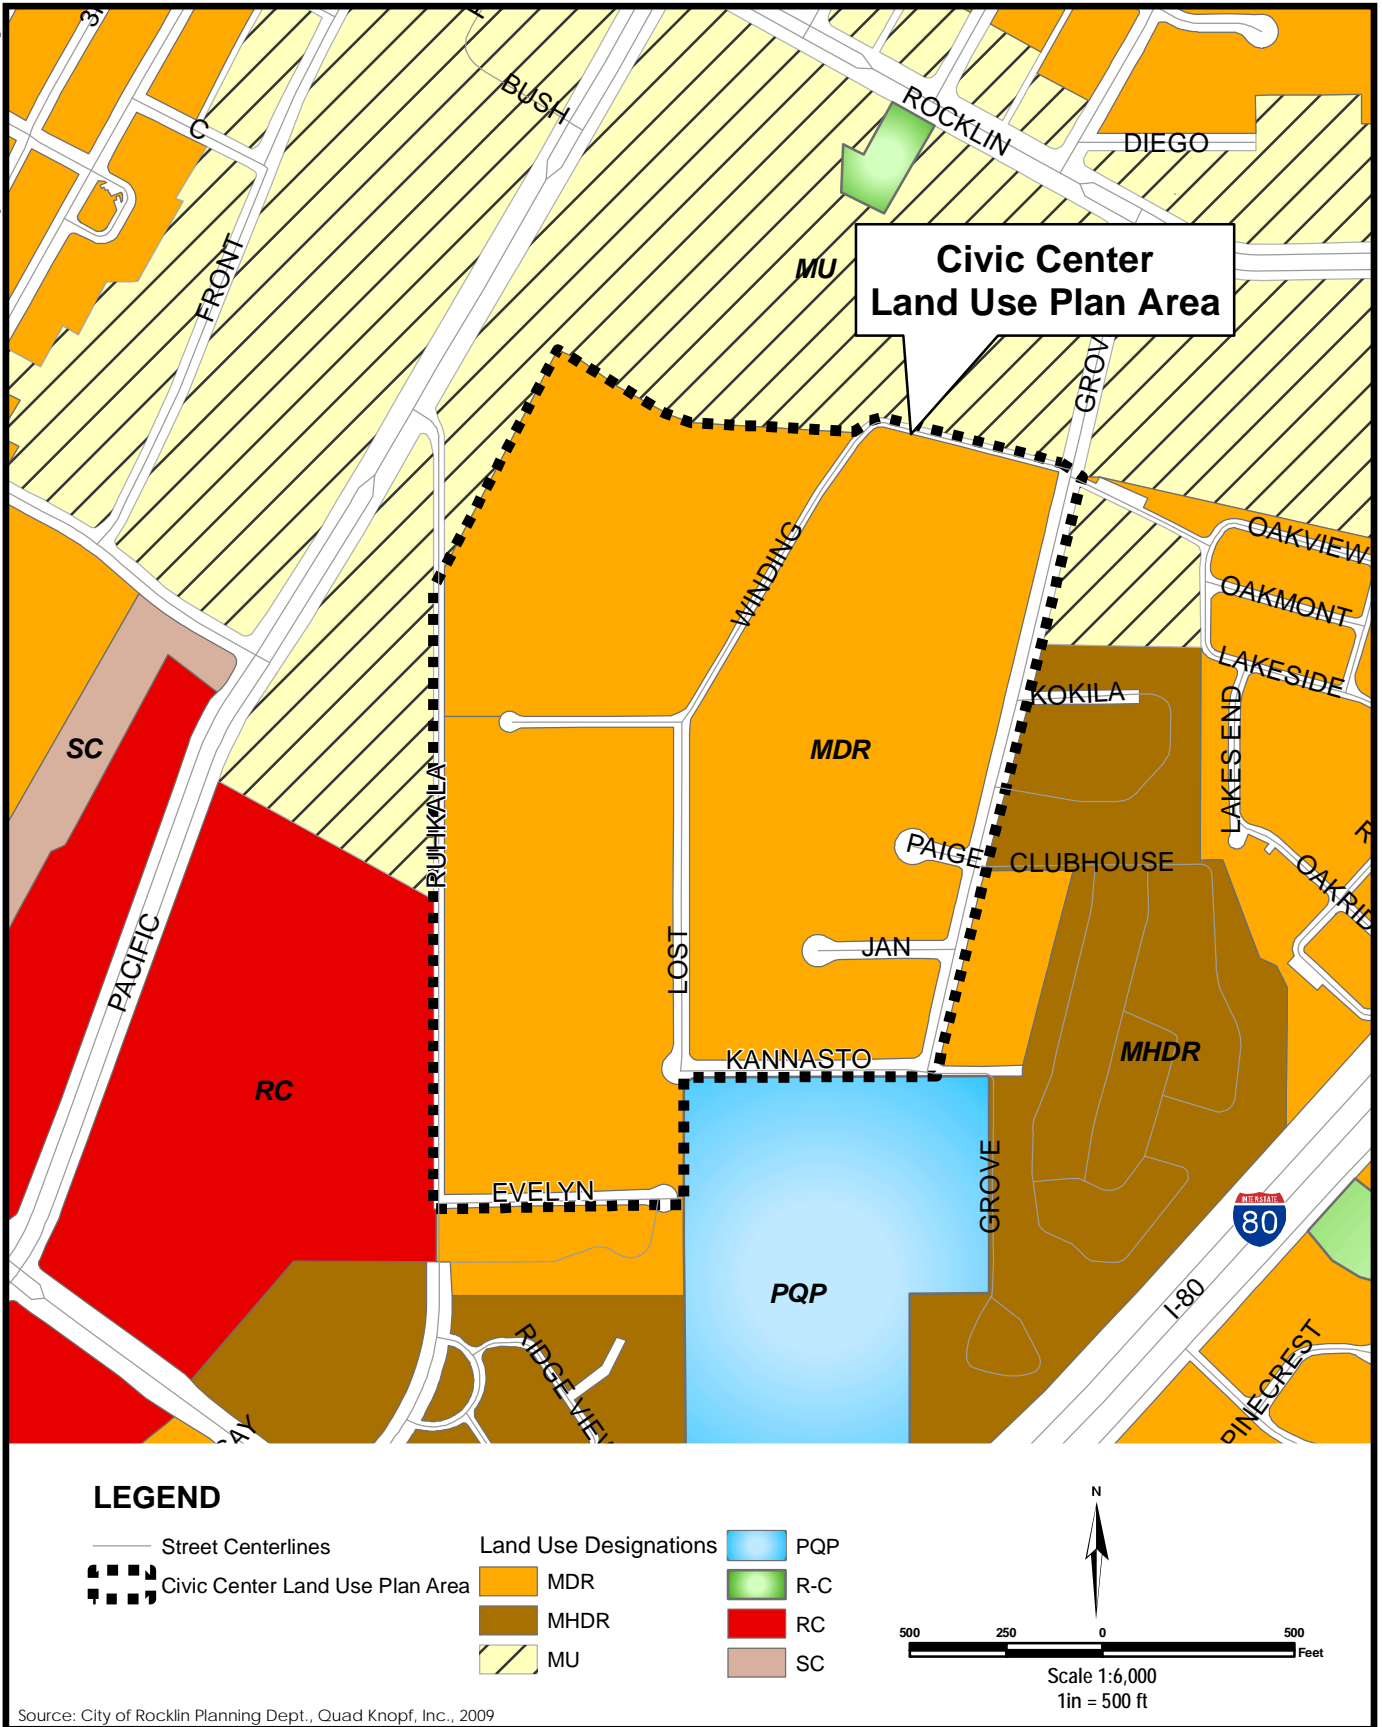 BUSH
C
ROCKLIN
DIEGO
FRONT
MU
Civic Center
Land Use Plan Area
GROV
WINDING
OAKVIEW
OAKMONT
LAKESIDE
KOKILA
LAKES END
SC
MDR
RUHKALA
PAIGE
CLUBHOUSE
OAKRID
PACIFIC
LOST
JAN
KANNASTO
MHDR
RC
EVELYN
GROVE
INTERSTATE
80
PQP
I-80
RIDGE VIEW
PINECREST
LEGEND
Street Centerlines
Civic Center Land Use Plan Area
Land Use Designations
MDR
MHDR
MU
PQP
R-C
RC
SC
N
500 250 0 500
Feet
Scale 1:6,000
1in = 500 ft
Source: City of Rocklin Planning Dept., Quad Knopf, Inc., 2009